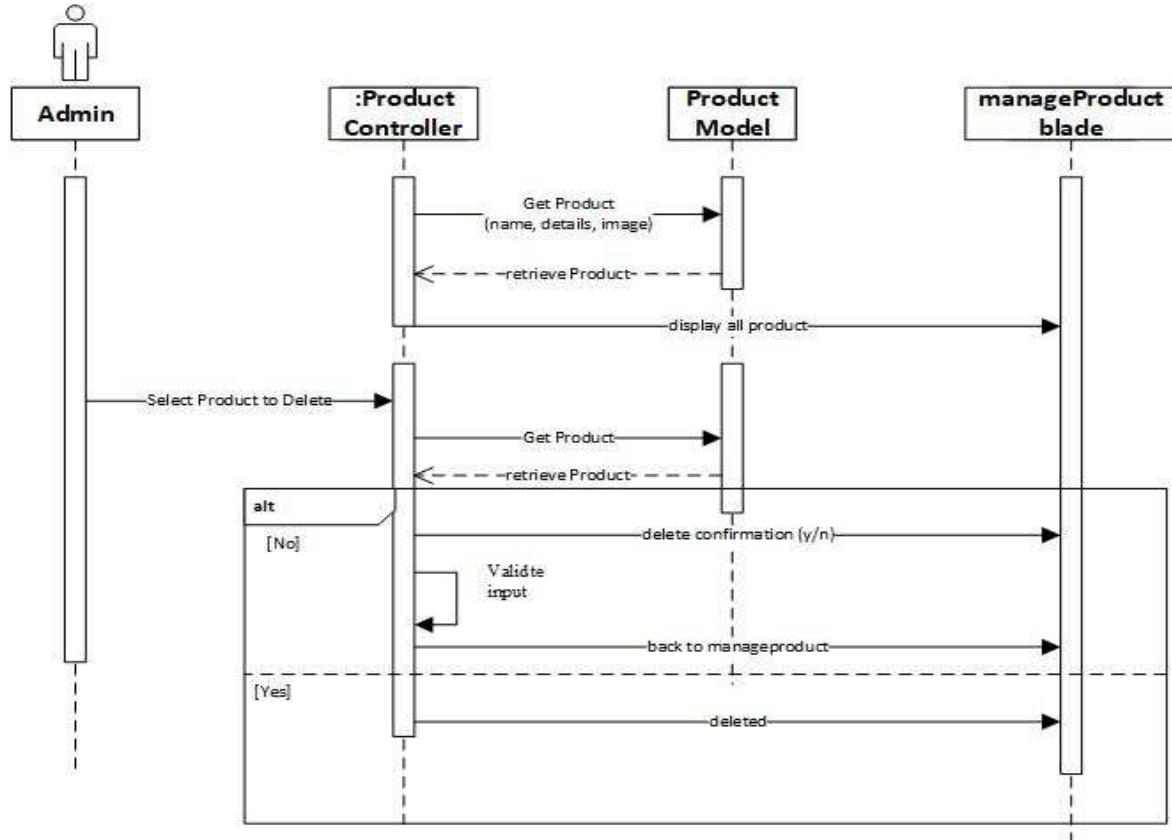 Admin
:Product
Controller
Product
Model
manageProduct
blade
Get Product
(name, details, image)
retrieve Product
display all product
Select Product to Delete
Get Product
retrieve Product
alt
[No]
delete confirmation (y/n)
Validte
input
back to manageproduct
[Yes]
deleted